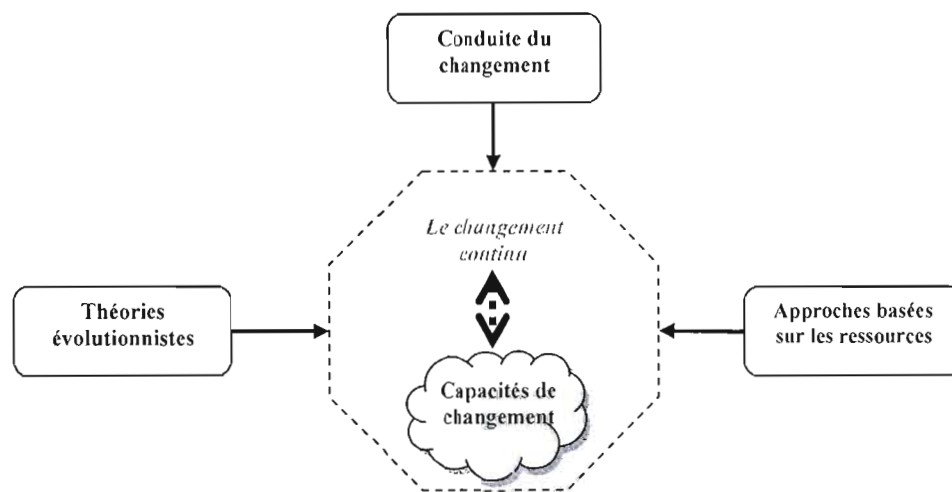 Conduite du
changement
Le changement
continu
Théories
évolutionnistes
Approches basées
sur les ressources
Capacités de
changement